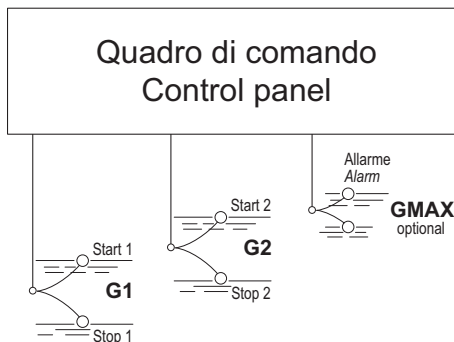 Quadro di comando
Control panel
Allarme
Alarm
GMAX
optional
Start 2
G2
Stop 2
Start 1
G1
Stop 1